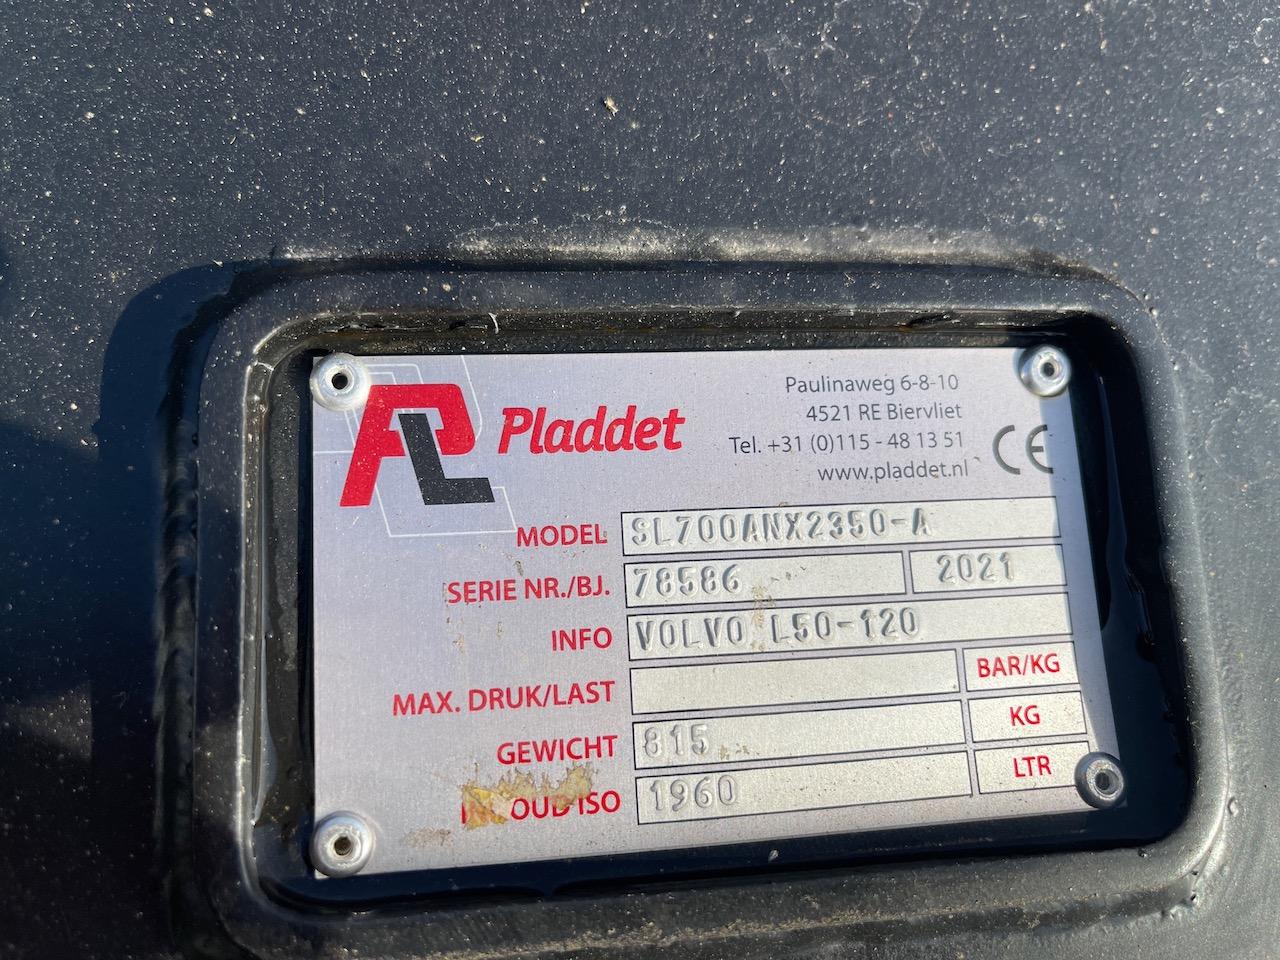 PL Pladdet
Paulinaweg 6-8-10
4521 RE Biervliet
Tel. +31 (0)115 - 48 13 51
www.pladdet.nl
CE
MODEL SL700ANX2350-A
SERIE NR./BJ. 78586 2021
INFO VOLVO L50-120
MAX. DRUK/LAST BAR/KG
GEWICHT 815 KG
INHOUD ISO 1960 LTR